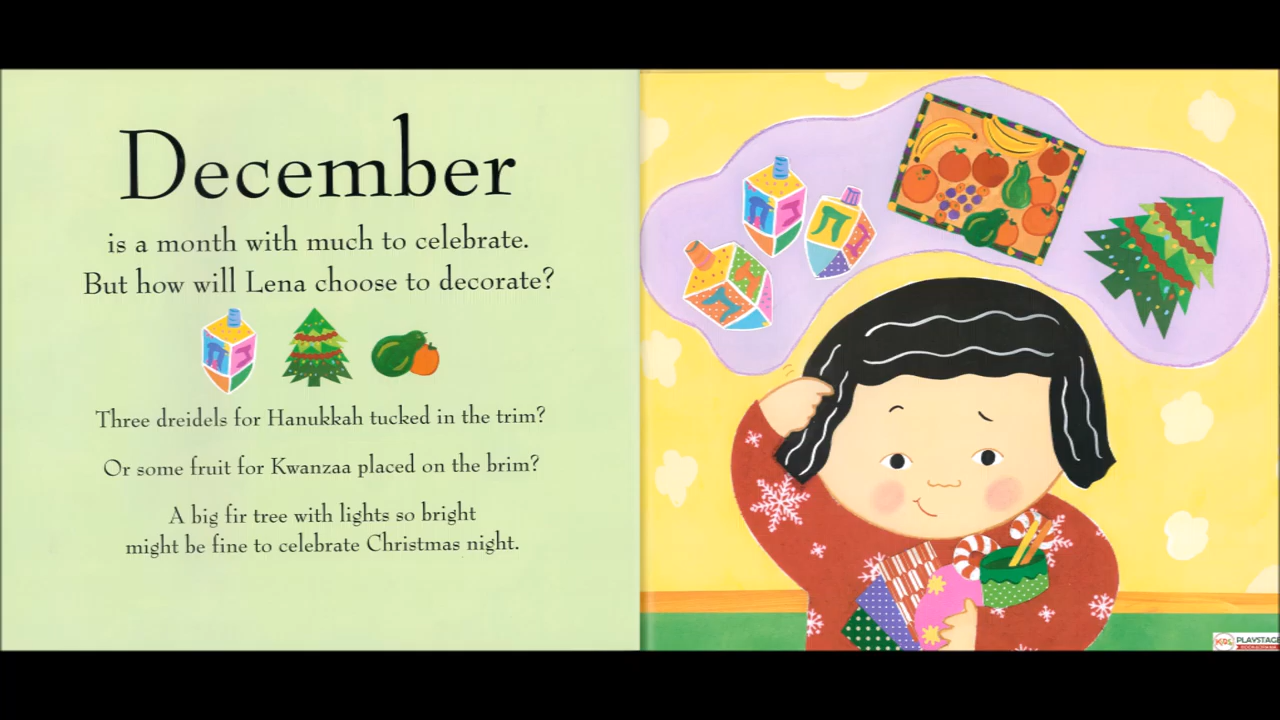 December
is a month with much to celebrate.
But how will Lena choose to decorate?
Three dreidels for Hanukkah tucked in the trim?
Or some fruit for Kwanzaa placed on the brim?
A big fir tree with lights so bright
might be fine to celebrate Christmas night.
KIDS PLAYSTAGE